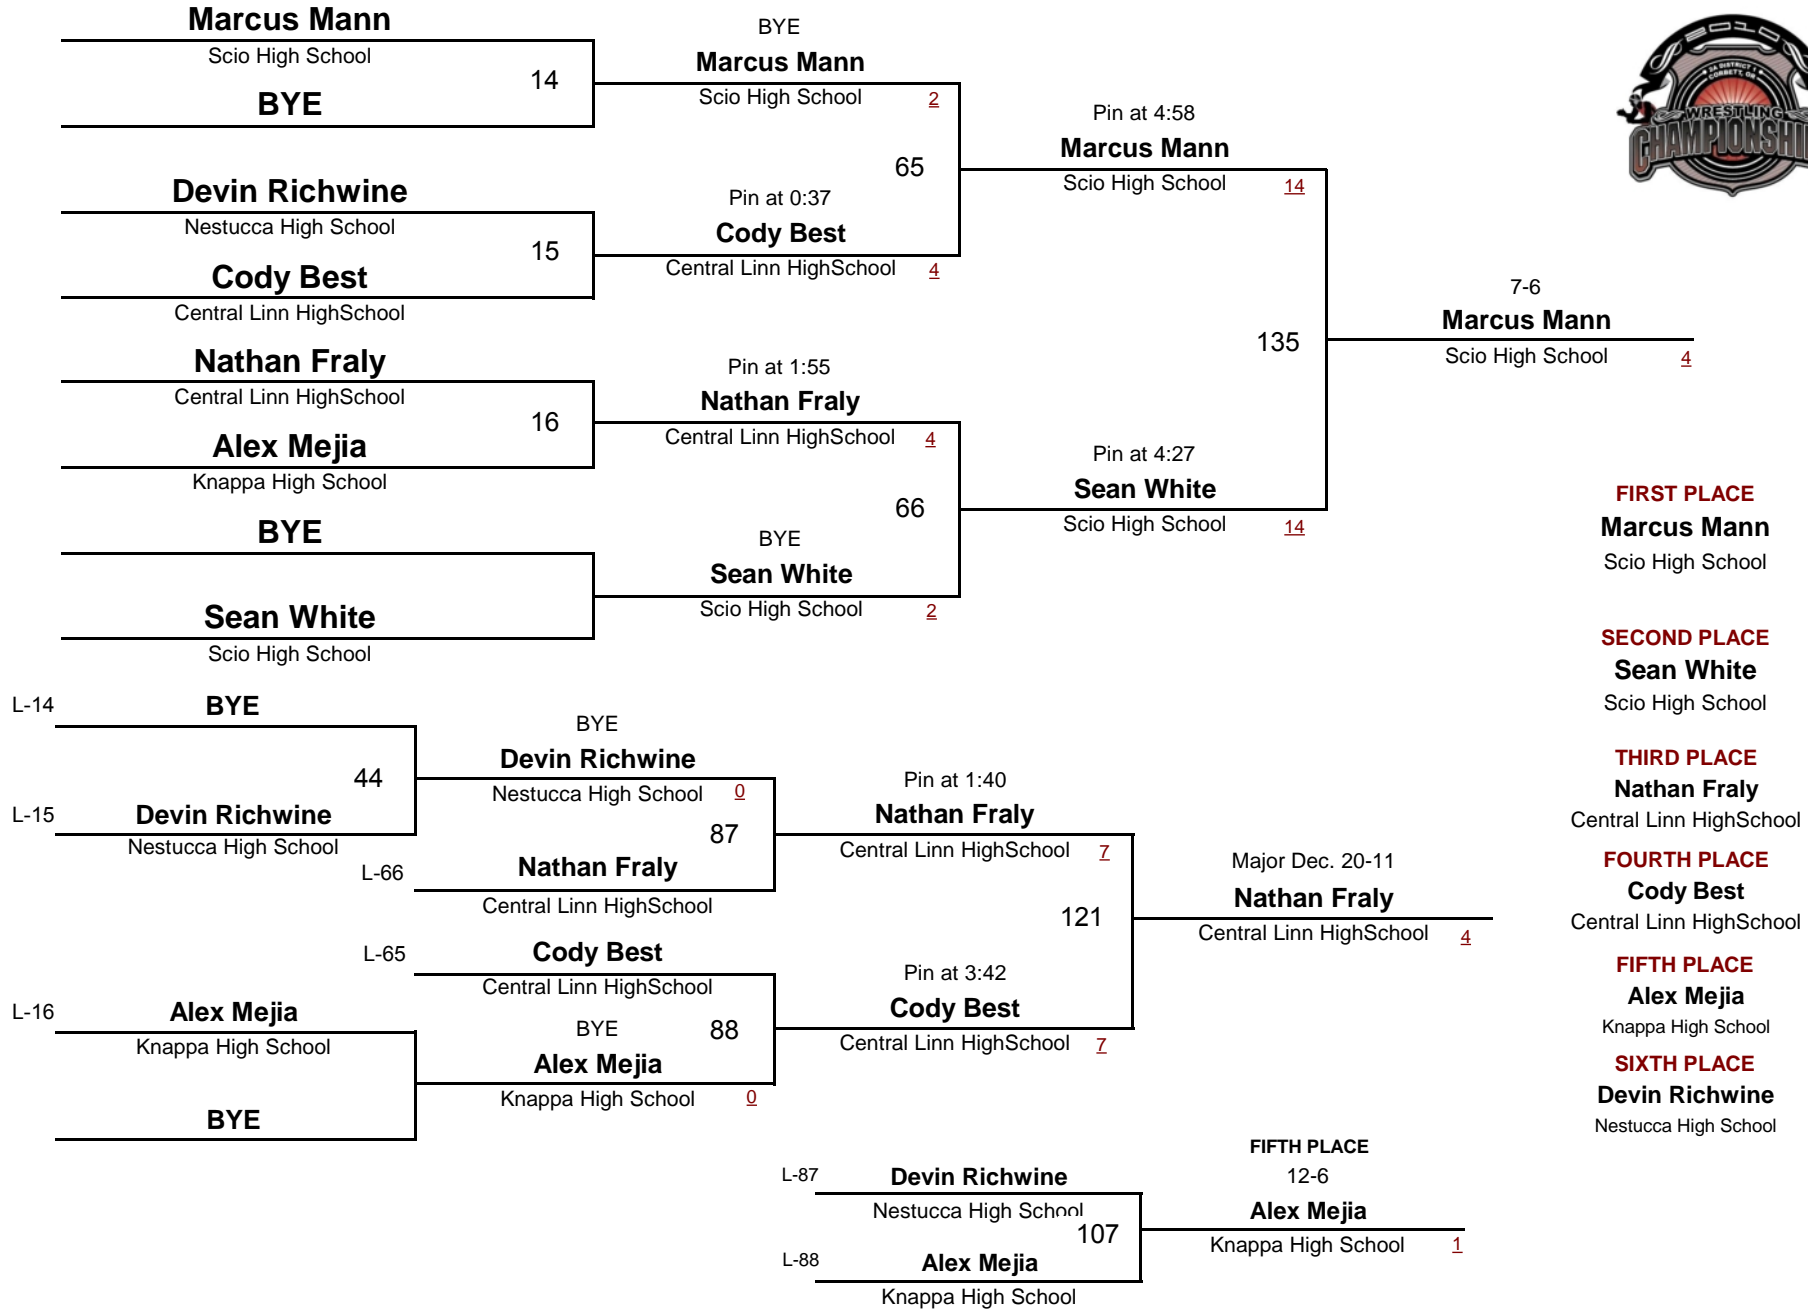 Marcus Mann
Scio High School
14
BYE
BYE
Marcus Mann
Scio High School 2
65
Devin Richwine
Nestucca High School
15
Cody Best
Central Linn HighSchool
Pin at 0:37
Cody Best
Central Linn HighSchool 4
Pin at 4:58
Marcus Mann
Scio High School 14
135
7-6
Marcus Mann
Scio High School 4
Nathan Fraly
Central Linn HighSchool
16
Alex Mejia
Knappa High School
Pin at 1:55
Nathan Fraly
Central Linn HighSchool 4
66
BYE
Sean White
Scio High School
BYE
Sean White
Scio High School 2
Pin at 4:27
Sean White
Scio High School 14
2010
2A DISTRICT 1
CORBETT, OR
WRESTLING
FIRST PLACE
Marcus Mann
Scio High School
SECOND PLACE
Sean White
Scio High School
THIRD PLACE
Nathan Fraly
Central Linn HighSchool
FOURTH PLACE
Cody Best
Central Linn HighSchool
FIFTH PLACE
Alex Mejia
Knappa High School
SIXTH PLACE
Devin Richwine
Nestucca High School
L-14 BYE
44
L-15 Devin Richwine
Nestucca High School
BYE
Devin Richwine
Nestucca High School 0
87
L-66 Nathan Fraly
Central Linn HighSchool
L-65 Cody Best
Central Linn HighSchool
L-16 Alex Mejia
Knappa High School
BYE
BYE 88
Alex Mejia
Knappa High School 0
Pin at 1:40
Nathan Fraly
Central Linn HighSchool 7
121
Pin at 3:42
Cody Best
Central Linn HighSchool 7
Major Dec. 20-11
Nathan Fraly
Central Linn HighSchool 4
L-87 Devin Richwine
Nestucca High School
107
L-88 Alex Mejia
Knappa High School
FIFTH PLACE
12-6
Alex Mejia
Knappa High School 1